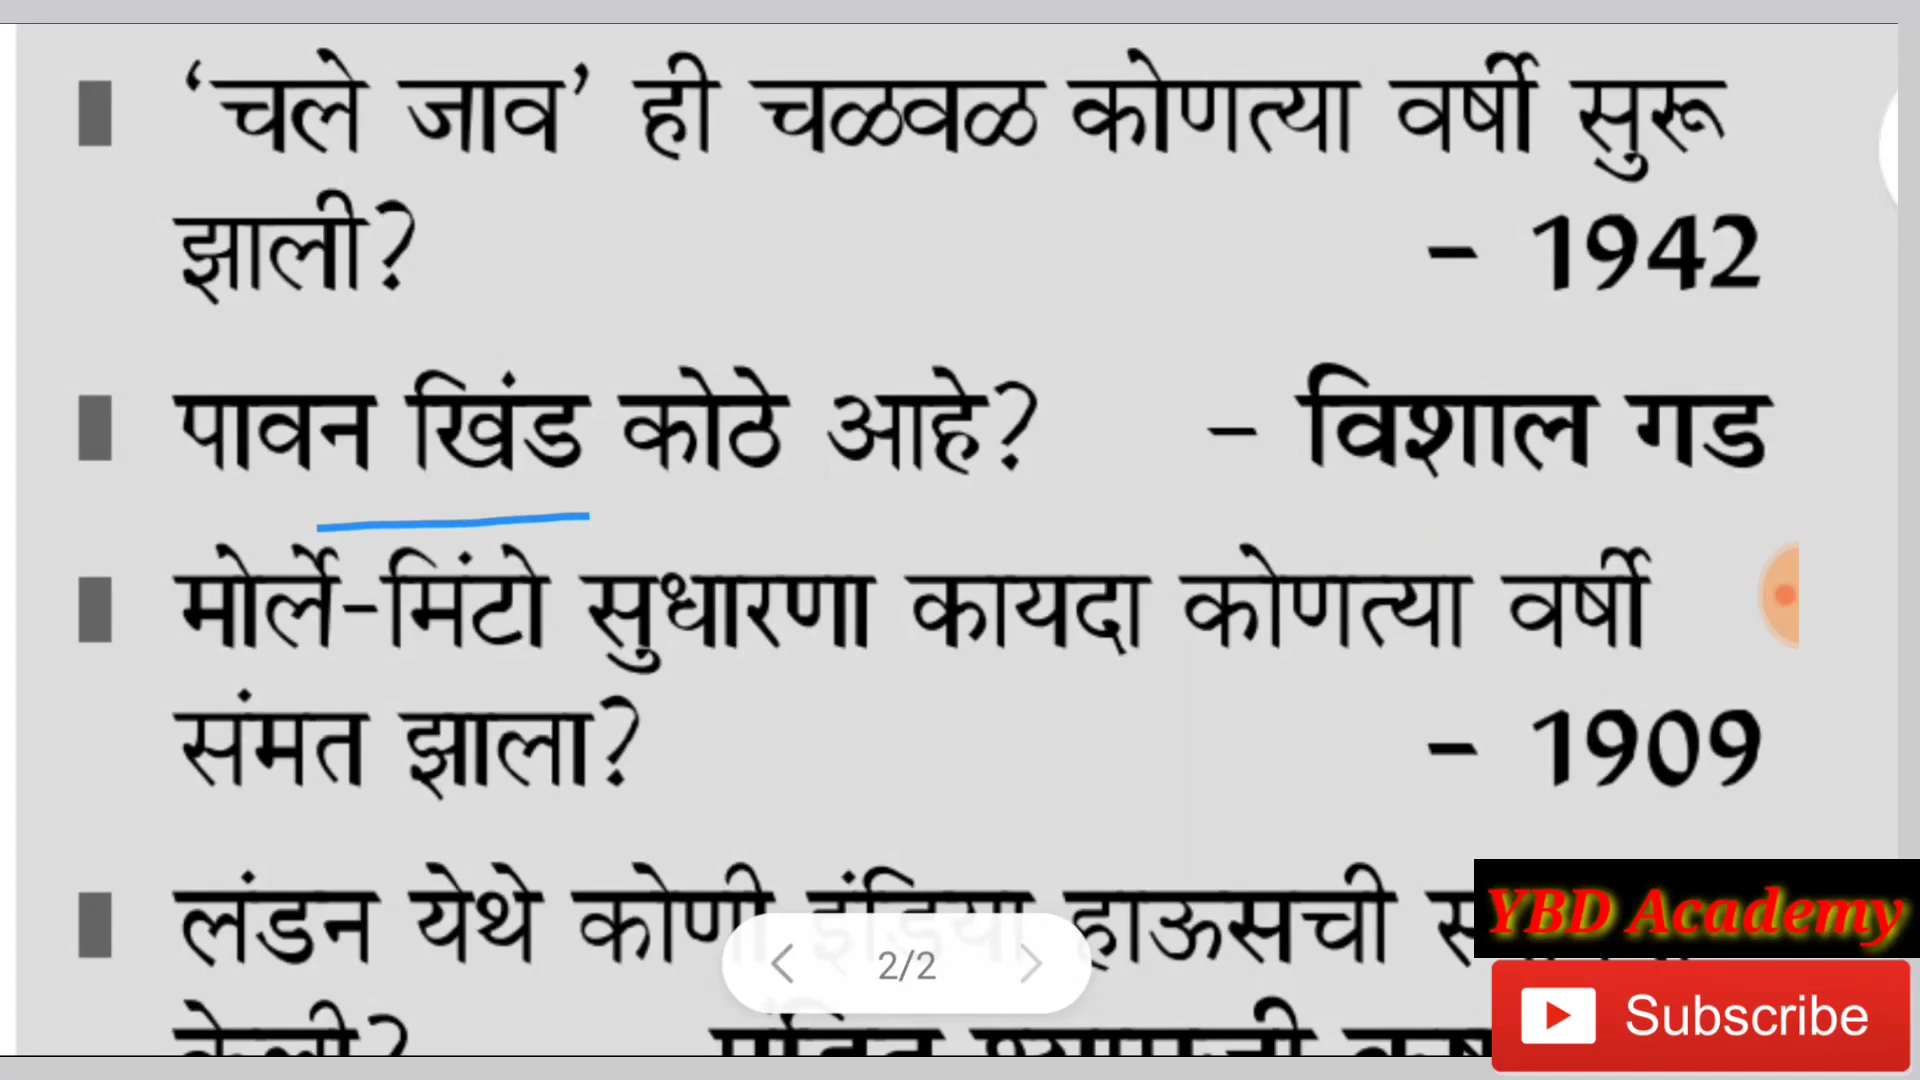 ‘चले जाव’ ही चळवळ कोणत्या वर्षी सुरू
झाली? – 1942
पावन खिंड कोठे आहे? – विशाल गड
मोर्ले-मिंटो सुधारणा कायदा कोणत्या वर्षी
संमत झाला? – 1909
लंडन येथे कोणी इंडिया हाऊसची
YBD Academy
2/2
केली?
Subscribe